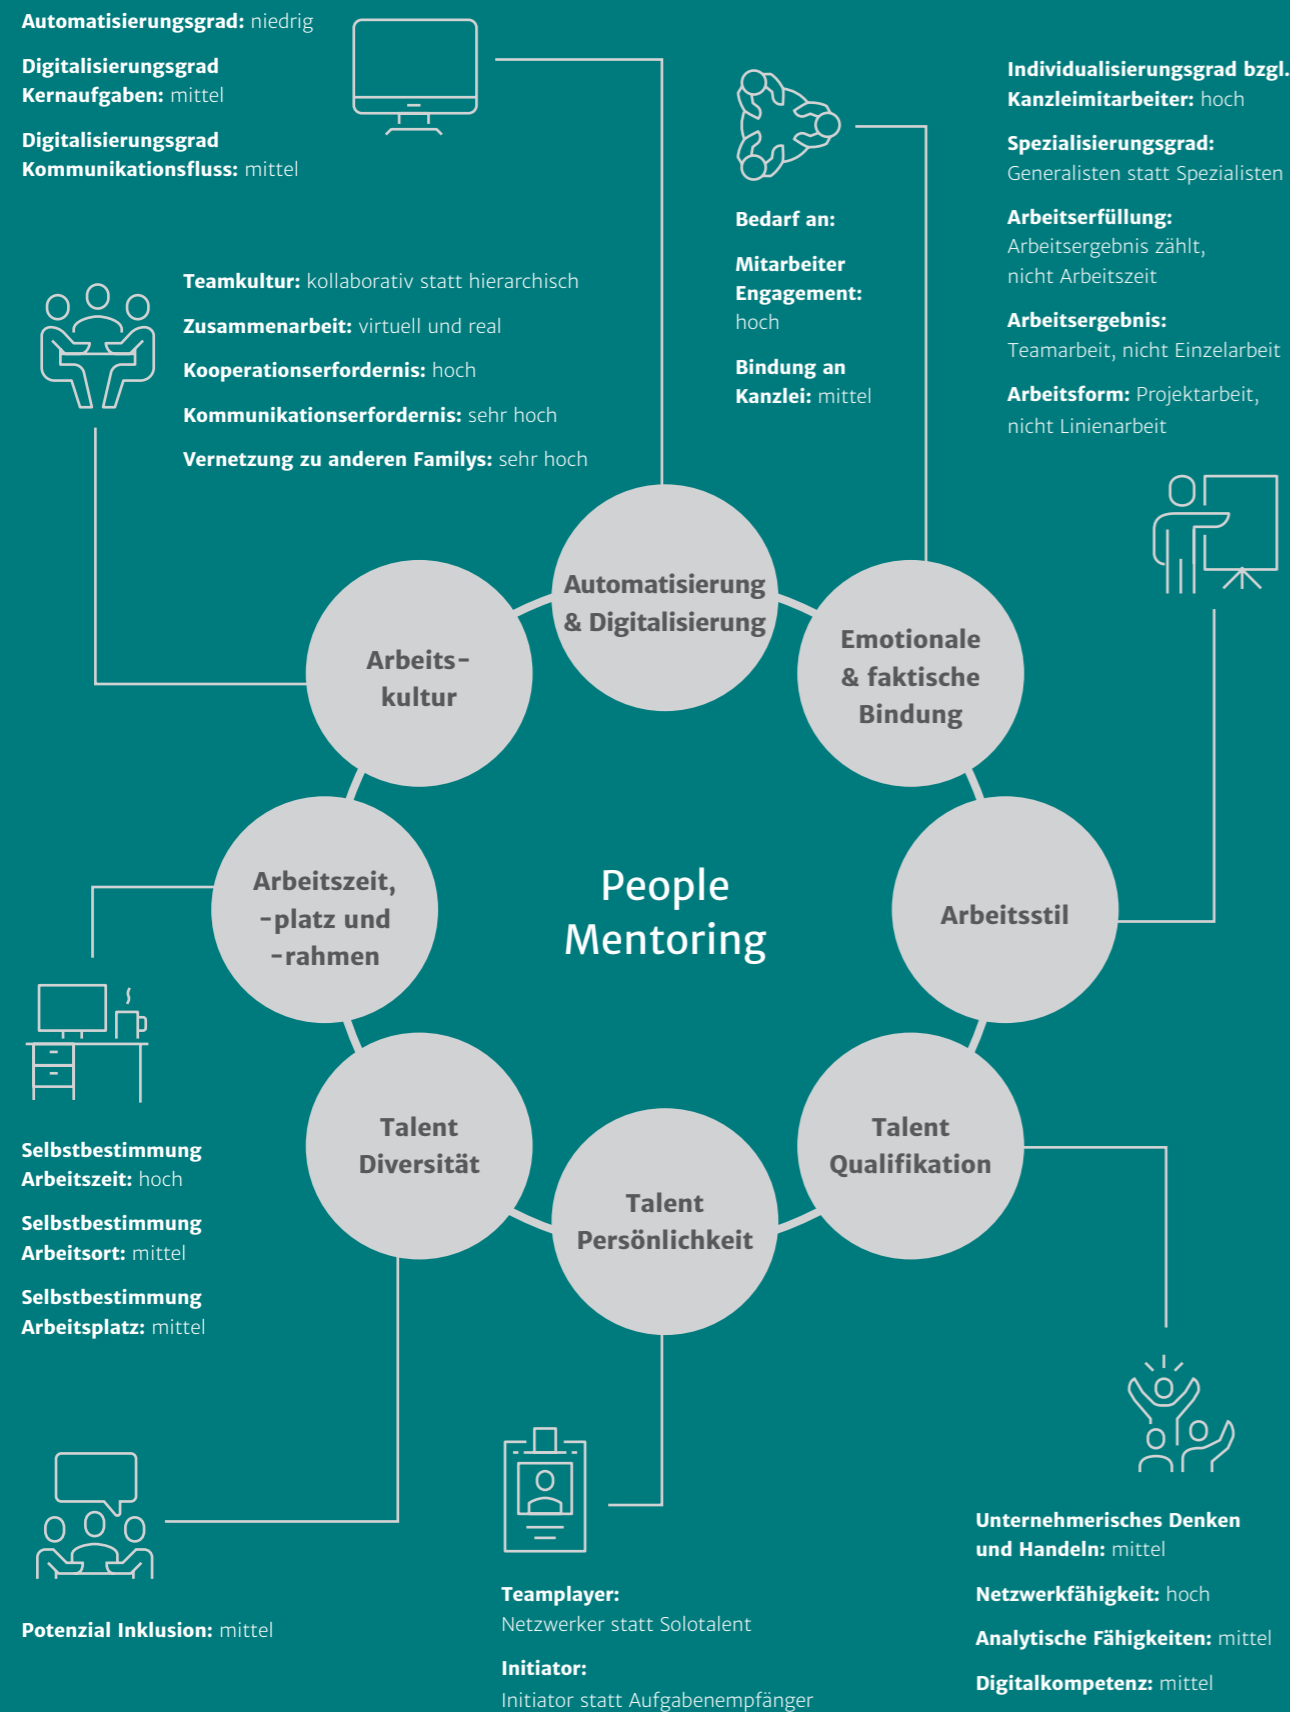 Automatisierungsgrad: niedrig
Digitalisierungsgrad
Kernaufgaben: mittel
Digitalisierungsgrad
Kommunikationsfluss: mittel
Teamkultur: kollaborativ statt hierarchisch
Zusammenarbeit: virtuell und real
Kooperationserfordernis: hoch
Kommunikationserfordernis: sehr hoch
Vernetzung zu anderen Familys: sehr hoch
Bedarf an:
Mitarbeiter
Engagement:
hoch
Bindung an
Kanzlei: mittel
Individualisierungsgrad bzgl.
Kanzleimitarbeiter: hoch
Spezialisierungsgrad:
Generalisten statt Spezialisten
Arbeitserfüllung:
Arbeitsergebnis zählt,
nicht Arbeitszeit
Arbeitsergebnis:
Teamarbeit, nicht Einzelarbeit
Arbeitsform: Projektarbeit,
nicht Linienarbeit
Automatisierung
& Digitalisierung
Arbeits-
kultur
Emotionale
& faktische
Bindung
Arbeitszeit,
-platz und
-rahmen
People
Mentoring
Arbeitsstil
Talent
Diversität
Talent
Persönlichkeit
Talent
Qualifikation
Selbstbestimmung
Arbeitszeit: hoch
Selbstbestimmung
Arbeitsort: mittel
Selbstbestimmung
Arbeitsplatz: mittel
Potenzial Inklusion: mittel
Teamplayer:
Netzwerker statt Solotalent
Initiator:
Initiator statt Aufgabenempfänger
Unternehmerisches Denken
und Handeln: mittel
Netzwerkfähigkeit: hoch
Analytische Fähigkeiten: mittel
Digitalkompetenz: mittel